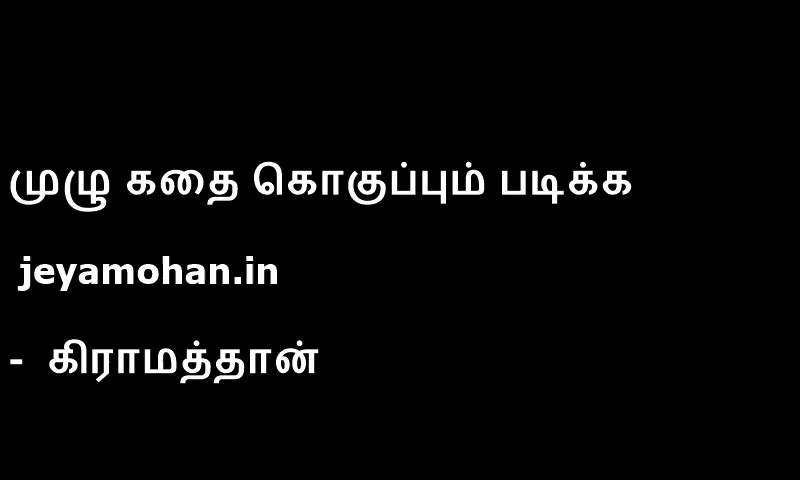 முழு கதை கொகுப்பும் படிக்க
jeyamohan.in
- கிராமத்தான்